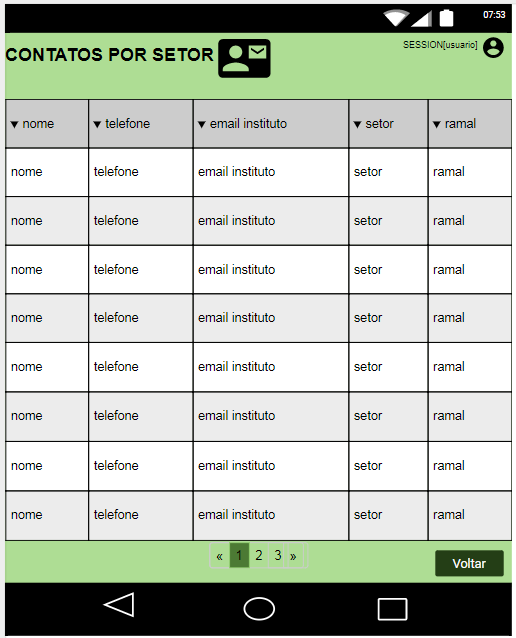 07:53
CONTATOS POR SETOR SESSION[usuario]
▼ nome ▼ telefone ▼ email instituto ▼ setor ▼ ramal
nome telefone email instituto setor ramal
nome telefone email instituto setor ramal
nome telefone email instituto setor ramal
nome telefone email instituto setor ramal
nome telefone email instituto setor ramal
nome telefone email instituto setor ramal
nome telefone email instituto setor ramal
nome telefone email instituto setor ramal
« 1 2 3 »
Voltar